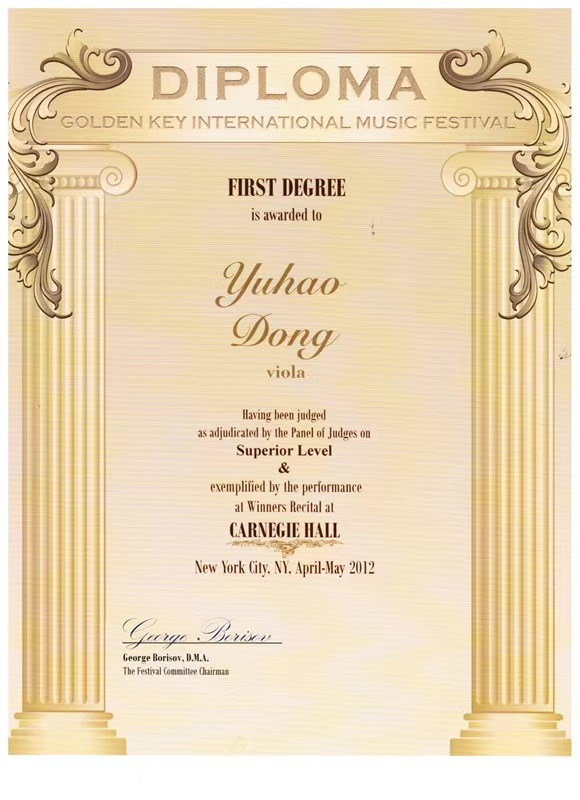 DIPLOMA
GOLDEN KEY INTERNATIONAL MUSIC FESTIVAL
FIRST DEGREE
is awarded to
Yuhao
Dong
viola
Having been judged
as adjudicated by the Panel of Judges on
Superior Level
&
exemplified by the performance
at Winners Recital at
CARNEGIE HALL
New York City, NY, April-May 2012
George Borisov
George Borisov, D.M.A.
The Festival Committee Chairman